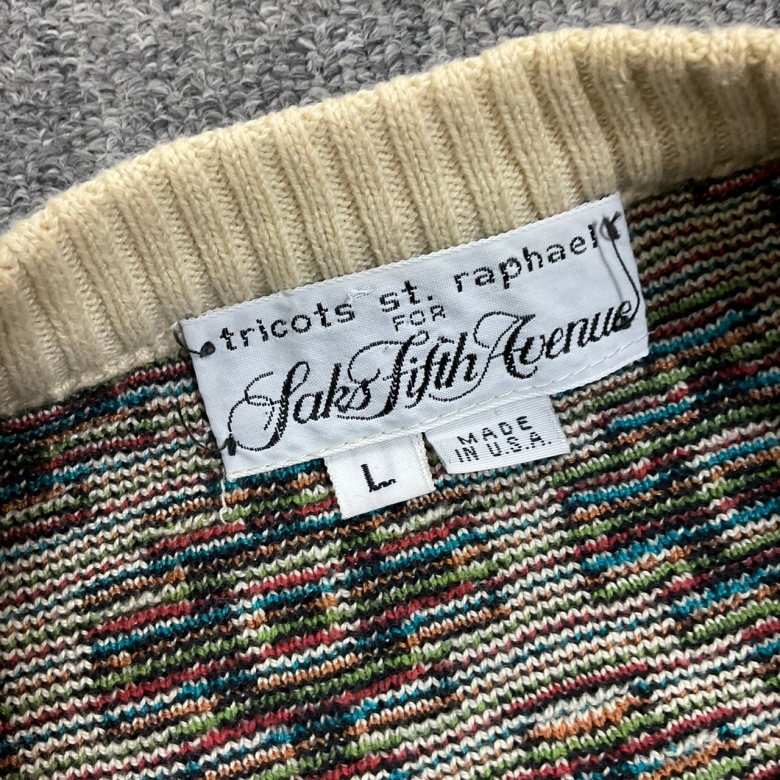 tricots st. raphael
FOR
Saks Fifth Avenue
L
MADE
IN U.S.A.